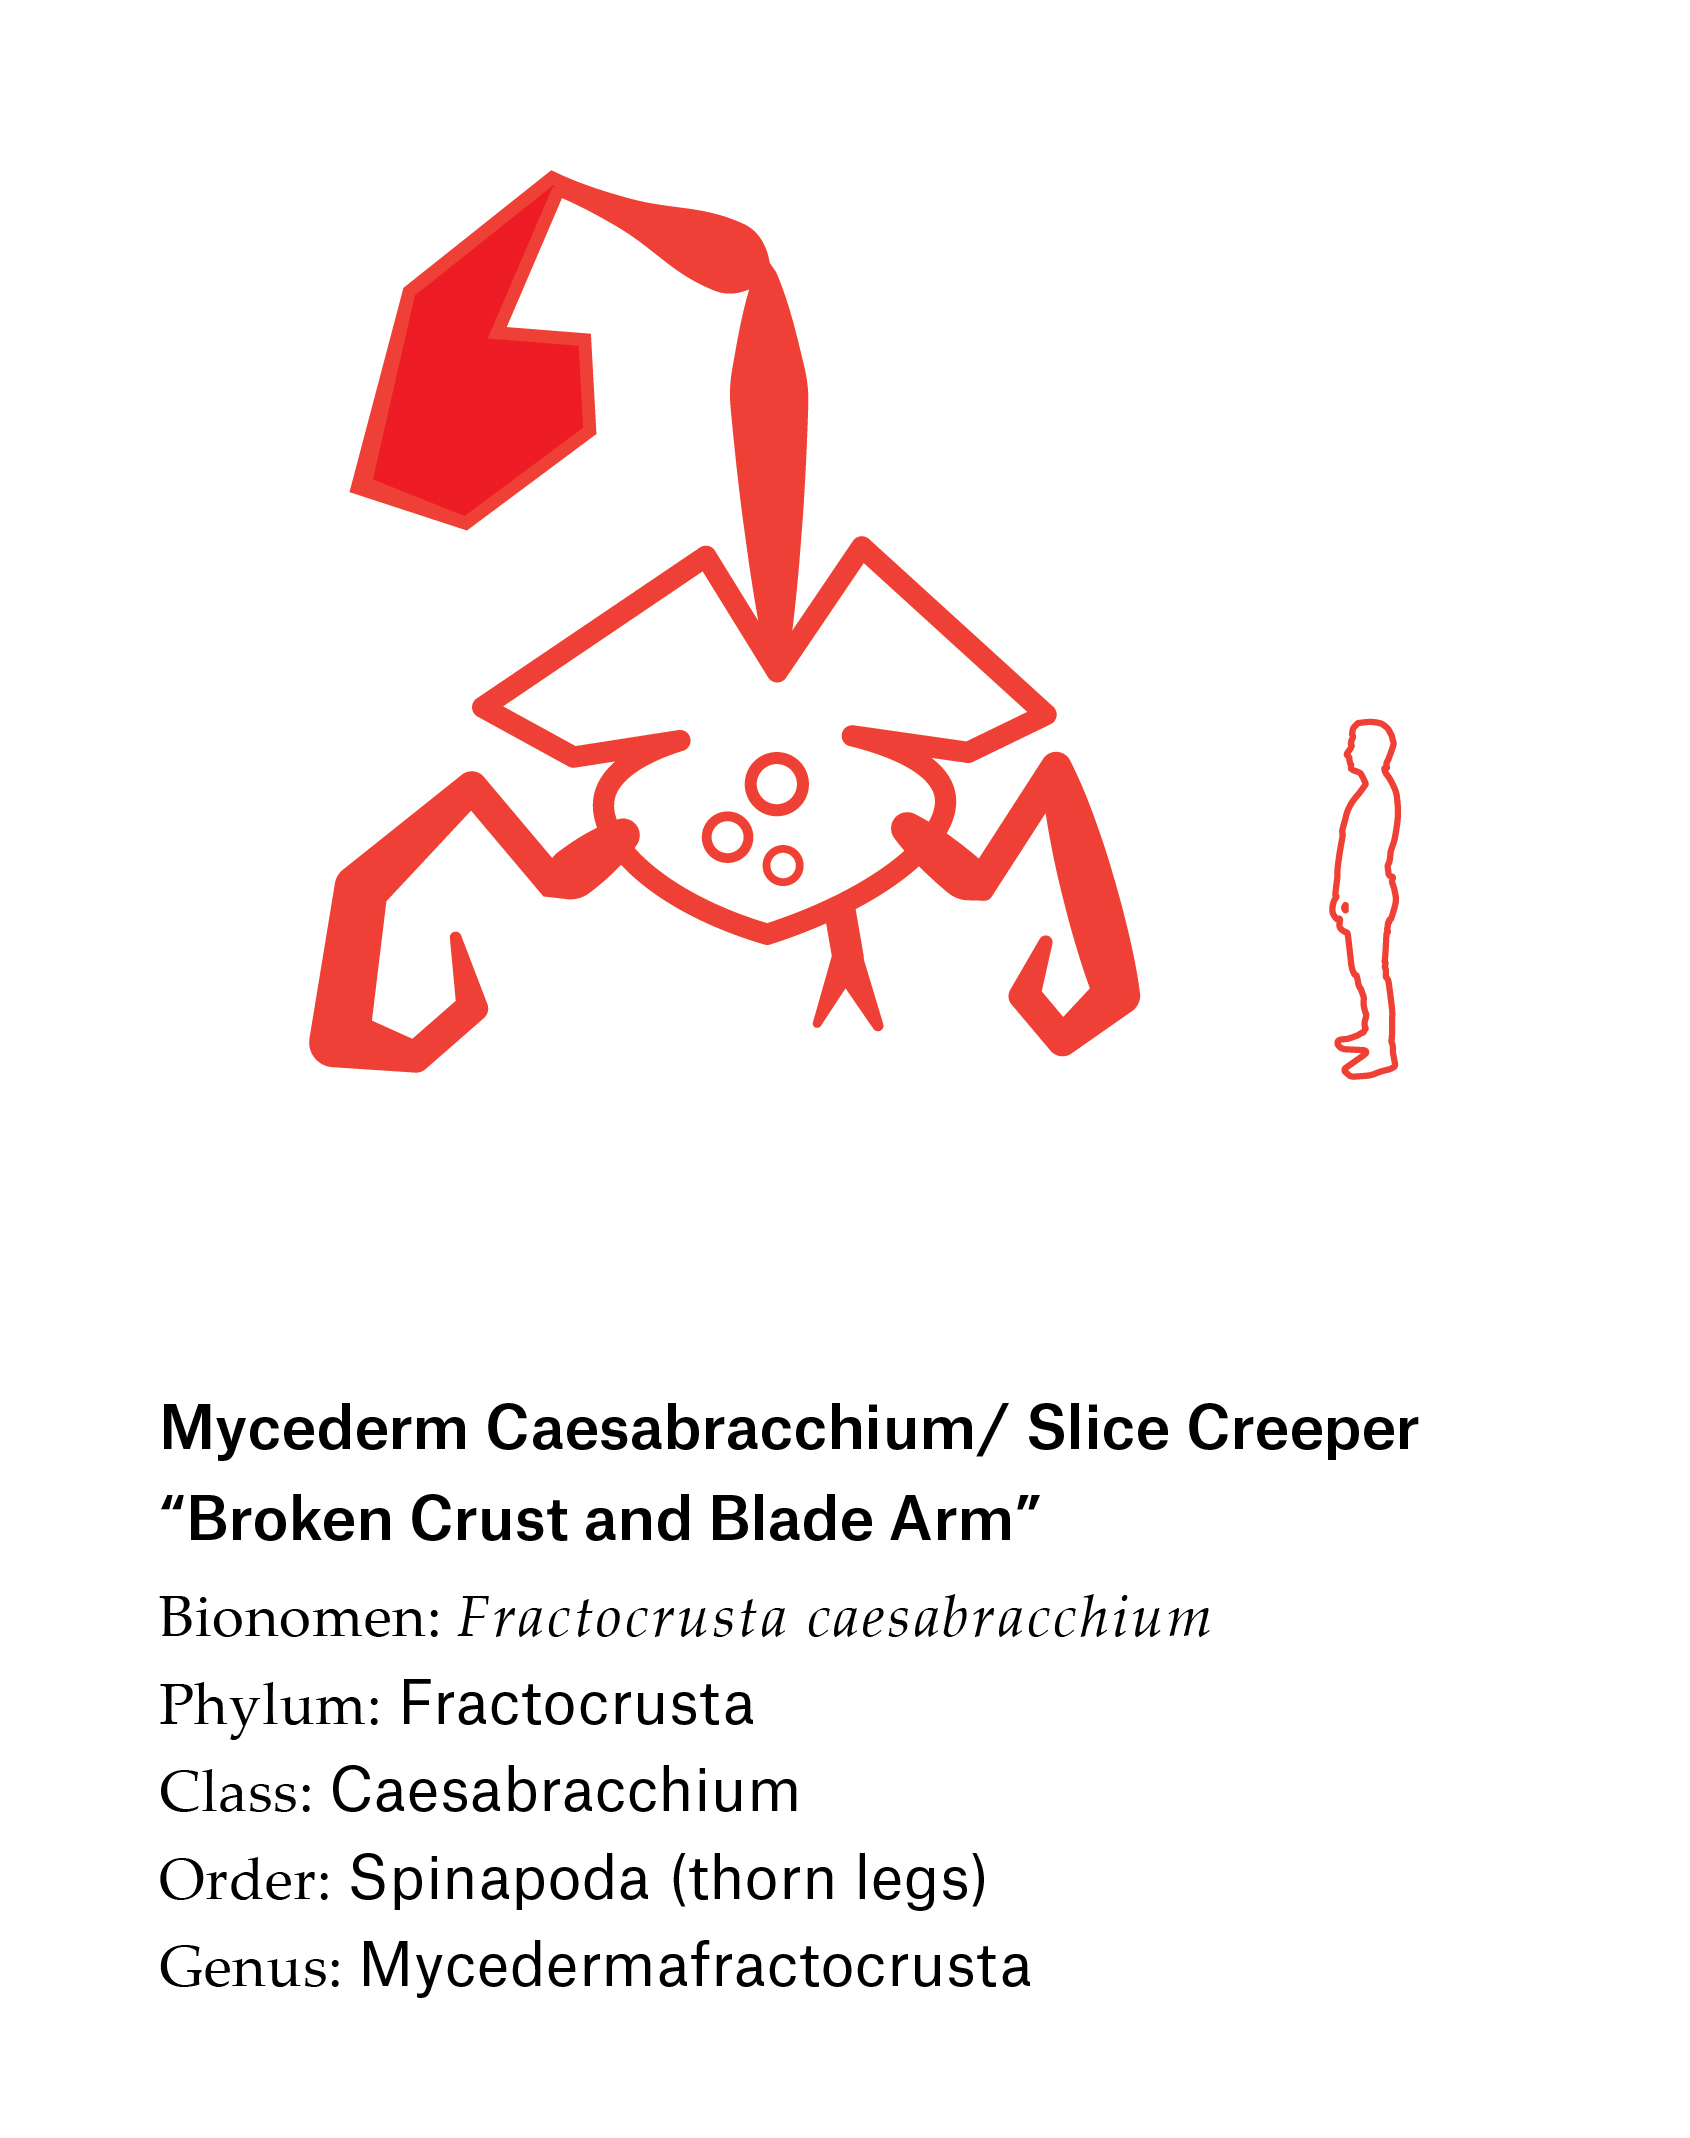 Mycederm Caesabracchium/ Slice Creeper
“Broken Crust and Blade Arm”
Bionomen: Fractocrusta caesabracchium
Phylum: Fractocrusta
Class: Caesabracchium
Order: Spinapoda (thorn legs)
Genus: Mycedermafractocrusta